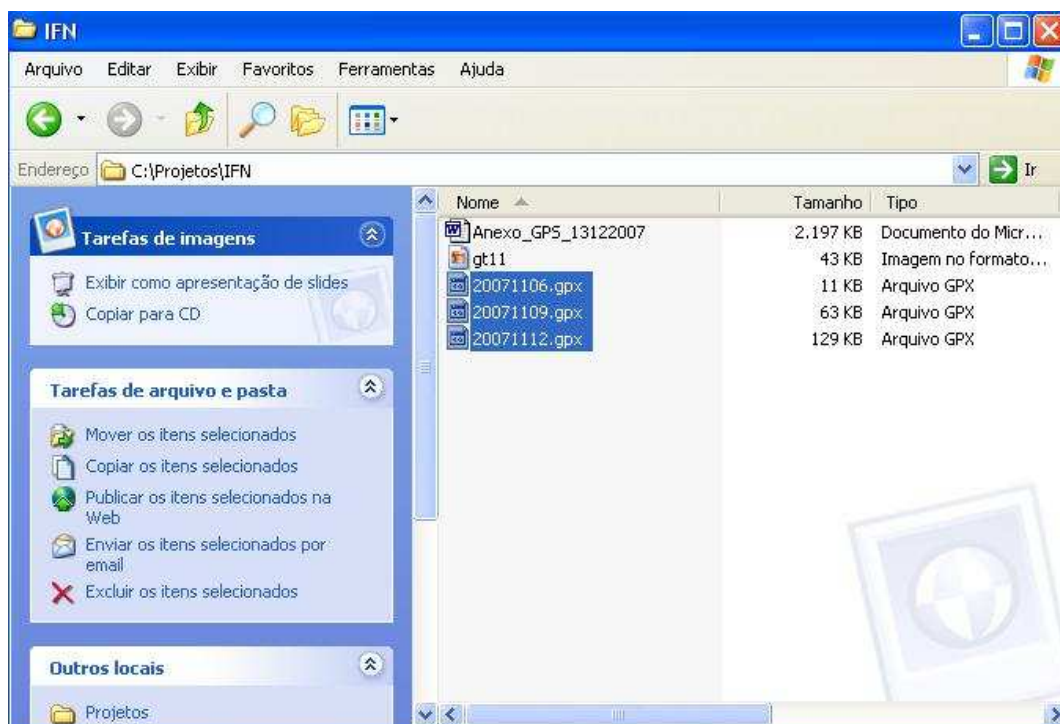 IFN
Arquivo Editar Exibir Favoritos Ferramentas Ajuda
Endereço C:\Projetos\IFN Ir
Tarefas de imagens
Exibir como apresentação de slides
Copiar para CD
Tarefas de arquivo e pasta
Mover os itens selecionados
Copiar os itens selecionados
Publicar os itens selecionados na
Web
Enviar os itens selecionados por
email
Excluir os itens selecionados
Outros locais
Projetos
Nome Tamanho Tipo
Anexo_GPS_13122007 2.197 KB Documento do Micr...
gt11 43 KB Imagem no formato...
20071106.gpx 11 KB Arquivo GPX
20071109.gpx 63 KB Arquivo GPX
20071112.gpx 129 KB Arquivo GPX